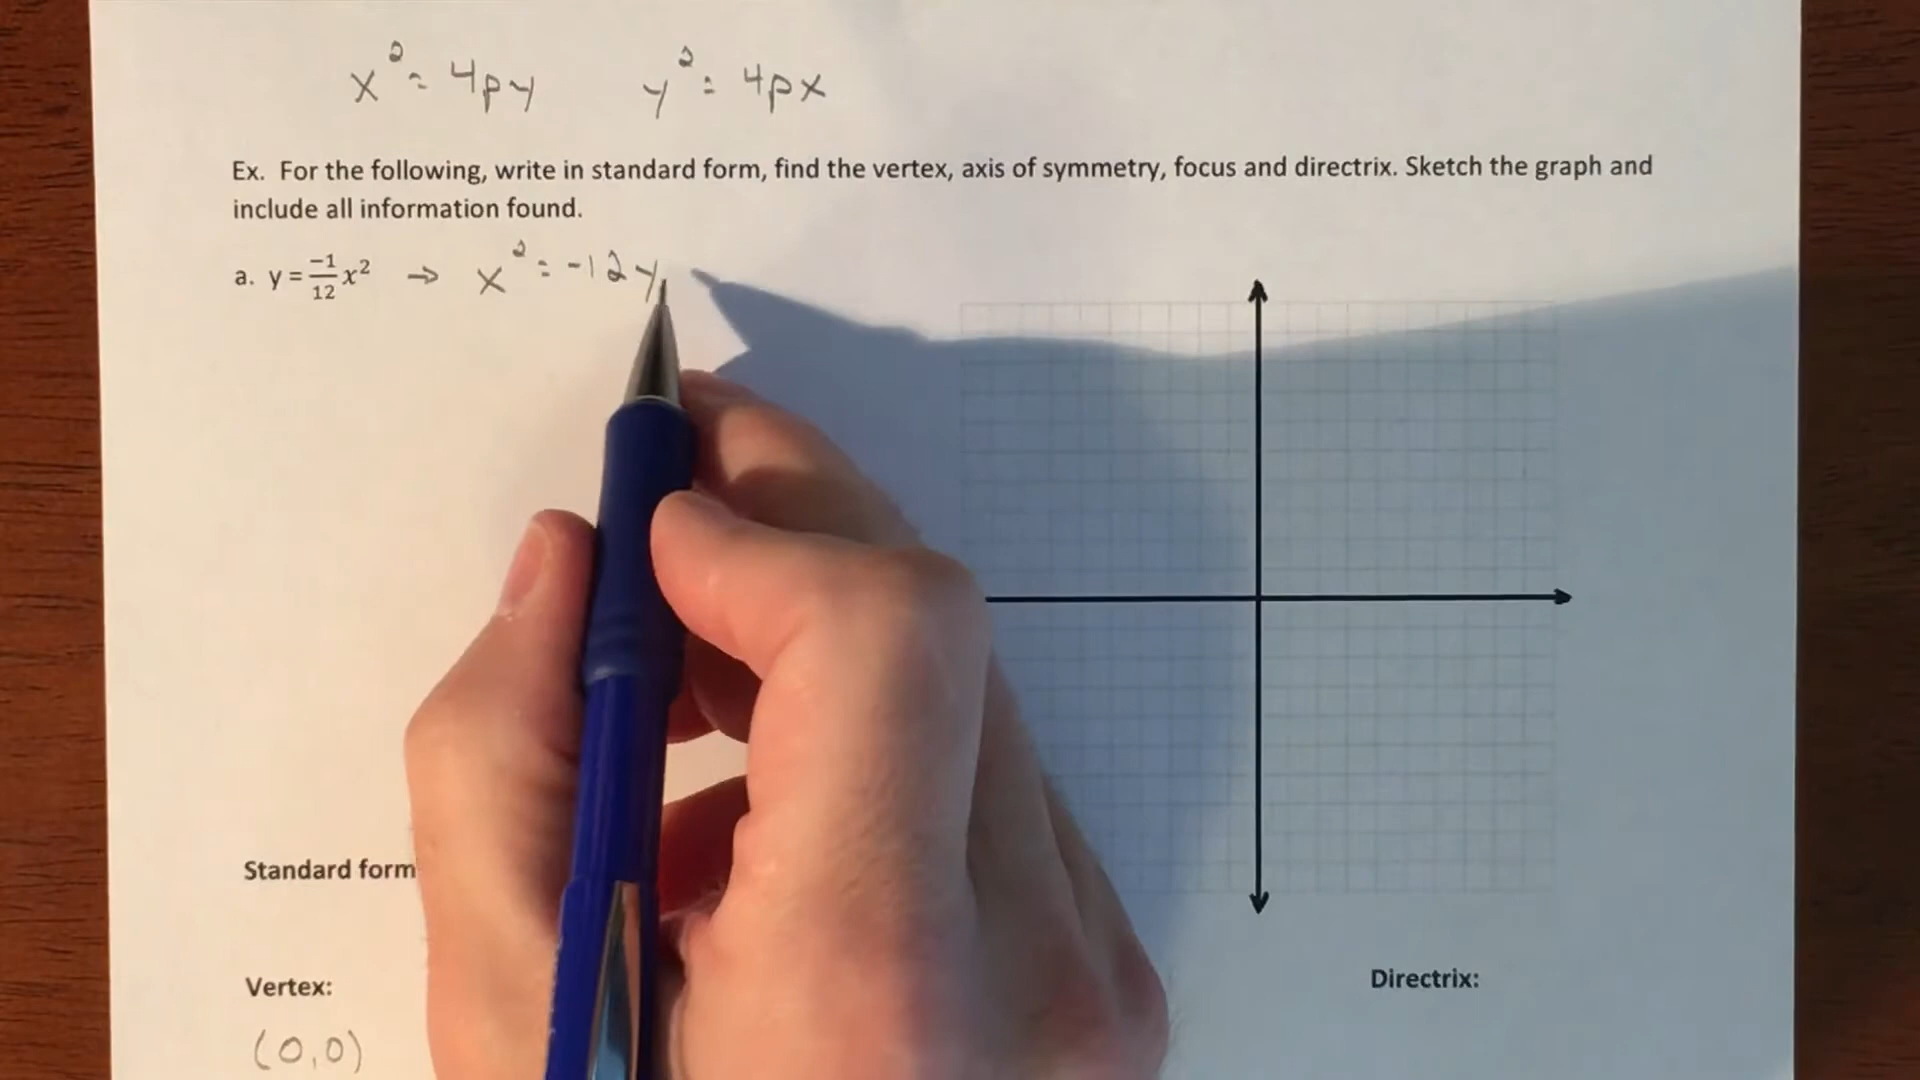 x² = 4py y² = 4px
Ex. For the following, write in standard form, find the vertex, axis of symmetry, focus and directrix. Sketch the graph and
include all information found.
a. y = -1/12 x² → x² = -12y
Standard form
Vertex:
Directrix:
(0,0)